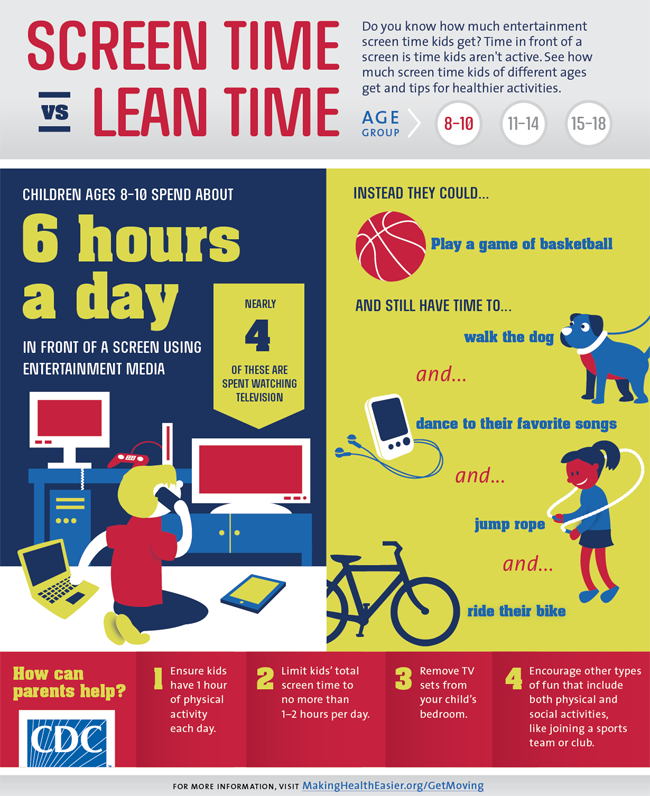 SCREEN TIME
vs
LEAN TIME
Do you know how much entertainment
screen time kids get? Time in front of a
screen is time kids aren't active. See how
much screen time kids of different ages
get and tips for healthier activities.
AGE
GROUP
8–10
11–14
15–18
CHILDREN AGES 8–10 SPEND ABOUT
6 hours
a day
IN FRONT OF A SCREEN USING
ENTERTAINMENT MEDIA
NEARLY
4
OF THESE ARE
SPENT WATCHING
TELEVISION
INSTEAD THEY COULD...
Play a game of basketball
AND STILL HAVE TIME TO...
walk the dog
and...
dance to their favorite songs
and...
jump rope
and...
ride their bike
How can
parents help?
CDC
1
Ensure kids
have 1 hour
of physical
activity
each day.
2
Limit kids' total
screen time to
no more than
1–2 hours per day.
3
Remove TV
sets from
your child's
bedroom.
4
Encourage other types
of fun that include
both physical and
social activities,
like joining a sports
team or club.
FOR MORE INFORMATION, VISIT MakingHealthEasier.org/GetMoving